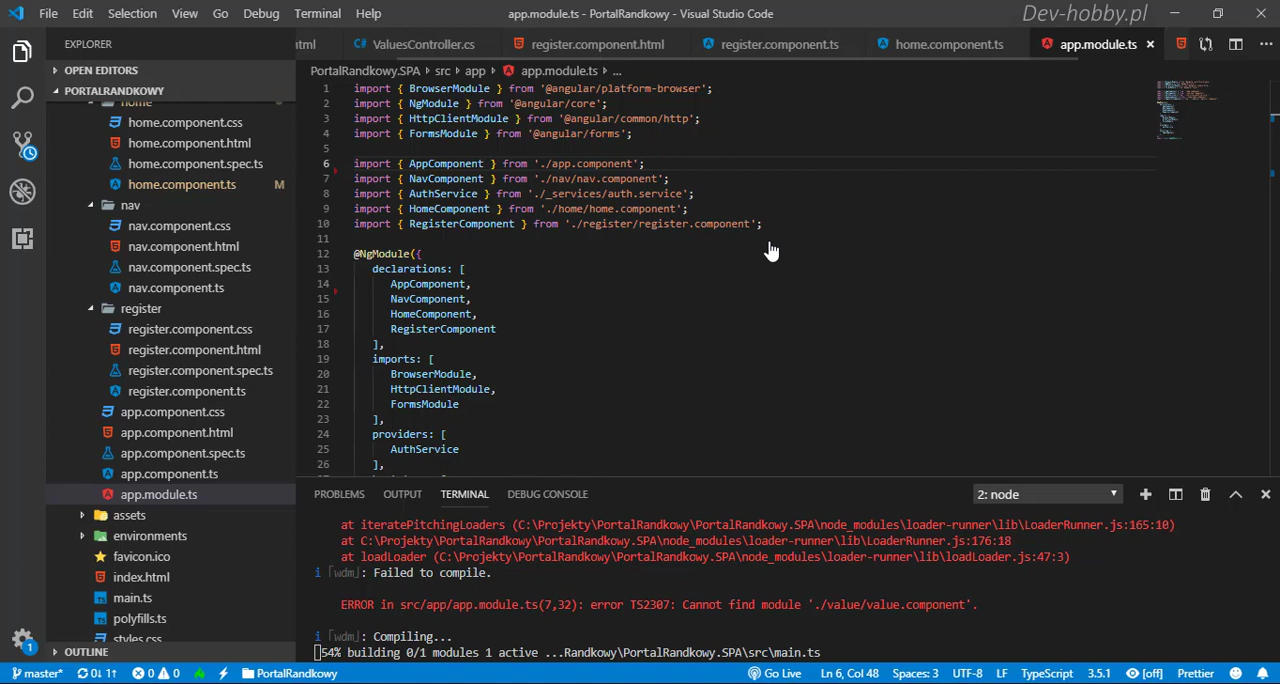 File Edit Selection View Go Debug Terminal Help
app.module.ts - PortalRandkowy - Visual Studio Code
Dev-hobby.pl
EXPLORER
OPEN EDITORS
PORTALRANDKOWY
home
home.component.css
home.component.html
home.component.spec.ts
home.component.ts M
nav
nav.component.css
nav.component.html
nav.component.spec.ts
nav.component.ts
register
register.component.css
register.component.html
register.component.spec.ts
register.component.ts
app.component.css
app.component.html
app.component.spec.ts
app.component.ts
app.module.ts
assets
environments
favicon.ico
index.html
main.ts
polyfills.ts
styles.css
OUTLINE
html ValuesController.cs register.component.html register.component.ts home.component.ts app.module.ts
PortalRandkowy.SPA src app app.module.ts ...
1 import { BrowserModule } from '@angular/platform-browser';
2 import { NgModule } from '@angular/core';
3 import { HttpClientModule } from '@angular/common/http';
4 import { FormsModule } from '@angular/forms';
5
6 import { AppComponent } from './app.component';
7 import { NavComponent } from './nav/nav.component';
8 import { AuthService } from './_services/auth.service';
9 import { HomeComponent } from './home/home.component';
10 import { RegisterComponent } from './register/register.component';
11
12 @NgModule({
13 declarations: [
14 AppComponent,
15 NavComponent,
16 HomeComponent,
17 RegisterComponent
18 ],
19 imports: [
20 BrowserModule,
21 HttpClientModule,
22 FormsModule
23 ],
24 providers: [
25 AuthService
26 ],
PROBLEMS OUTPUT TERMINAL DEBUG CONSOLE 2: node
at iteratePitchingLoaders (C:\Projekty\PortalRandkowy\PortalRandkowy.SPA\node_modules\loader-runner\lib\LoaderRunner.js:165:10)
at C:\Projekty\PortalRandkowy\PortalRandkowy.SPA\node_modules\loader-runner\lib\LoaderRunner.js:176:18
at loadLoader (C:\Projekty\PortalRandkowy\PortalRandkowy.SPA\node_modules\loader-runner\lib\loadLoader.js:47:3)
i ｢wdm｣: Failed to compile.
ERROR in src/app/app.module.ts(7,32): error TS2307: Cannot find module './value/value.component'.
i ｢wdm｣: Compiling...
54% building 0/1 modules 1 active ...Randkowy\PortalRandkowy.SPA\src\main.ts
1
master* 0↓ 1↑ 0 0 PortalRandkowy Go Live Ln 6, Col 48 Spaces: 3 UTF-8 LF TypeScript 3.5.1 [off] Prettier